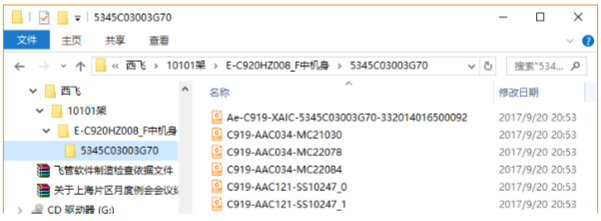 5345C03003G70
文件 主页 共享 查看
« 西飞 › 10101架 › E-C920HZ008_F中机身 › 5345C03003G70 搜索"534...
西飞 名称 修改日期
10101架 Ae-C919-XAIC-5345C03003G70-332014016500092 2017/9/20 20:53
E-C920HZ008_F中机身 C919-AAC034-MC21030 2017/9/20 20:53
5345C03003G70 C919-AAC034-MC22078 2017/9/20 20:53
飞管软件制造检查依据文件 C919-AAC034-MC22084 2017/9/20 20:53
关于上海片区月度例会会议纪 C919-AAC121-SS10247_0 2017/9/20 20:53
CD 驱动器 (G:) C919-AAC121-SS10247_1 2017/9/20 20:53